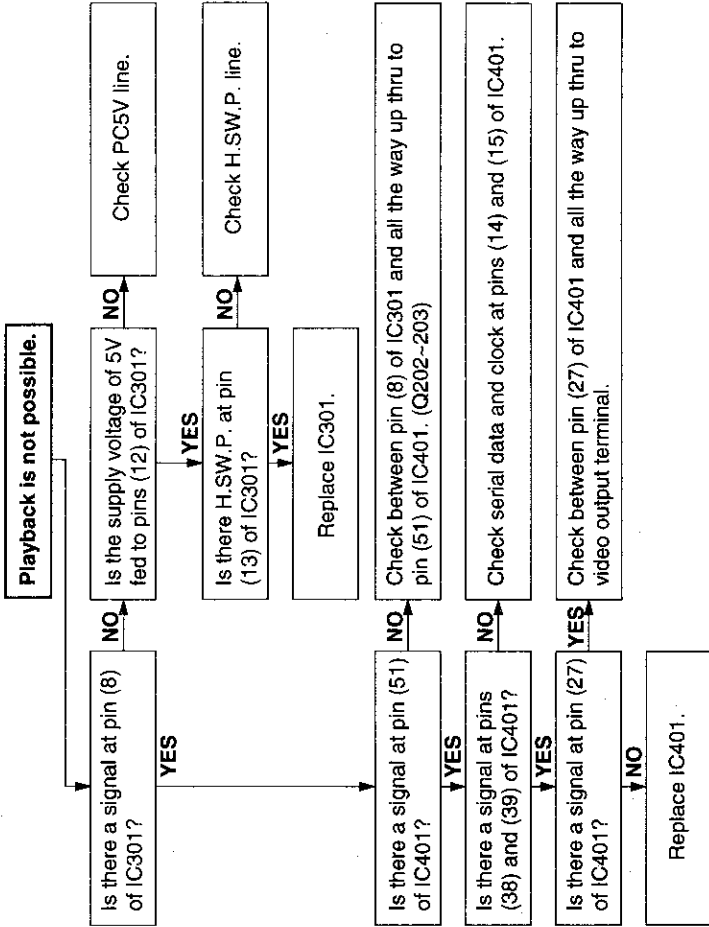 Playback is not possible.
Is there a signal at pin (8)
of IC301?
NO
YES
Is the supply voltage of 5V
fed to pins (12) of IC301?
NO
YES
Check PC5V line.
Is there H.SW.P. at pin
(13) of IC301?
NO
YES
Check H.SW.P. line.
Replace IC301.
Is there a signal at pin (51)
of IC401?
NO
YES
Check between pin (8) of IC301 and all the way up thru to
pin (51) of IC401. (Q202~203)
Is there a signal at pins
(38) and (39) of IC401?
NO
YES
Check serial data and clock at pins (14) and (15) of IC401.
Is there a signal at pin (27)
of IC401?
YES
NO
Check between pin (27) of IC401 and all the way up thru to
video output terminal.
Replace IC401.